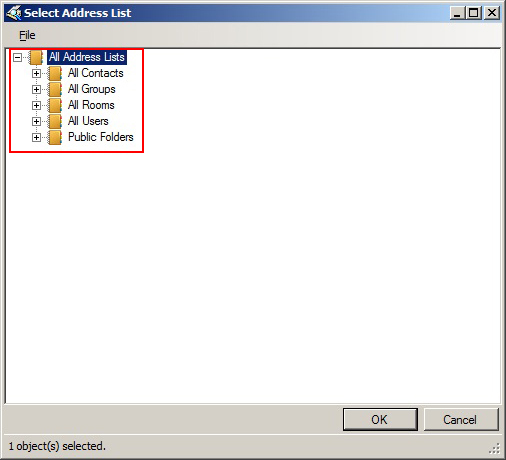 Select Address List
File
All Address Lists
All Contacts
All Groups
All Rooms
All Users
Public Folders
OK Cancel
1 object(s) selected.